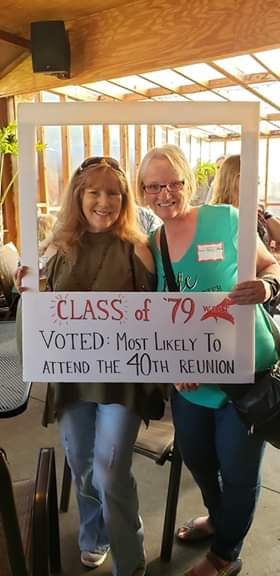 CLASS of '79
VOTED: MOST LIKELY TO
ATTEND THE 40TH REUNION